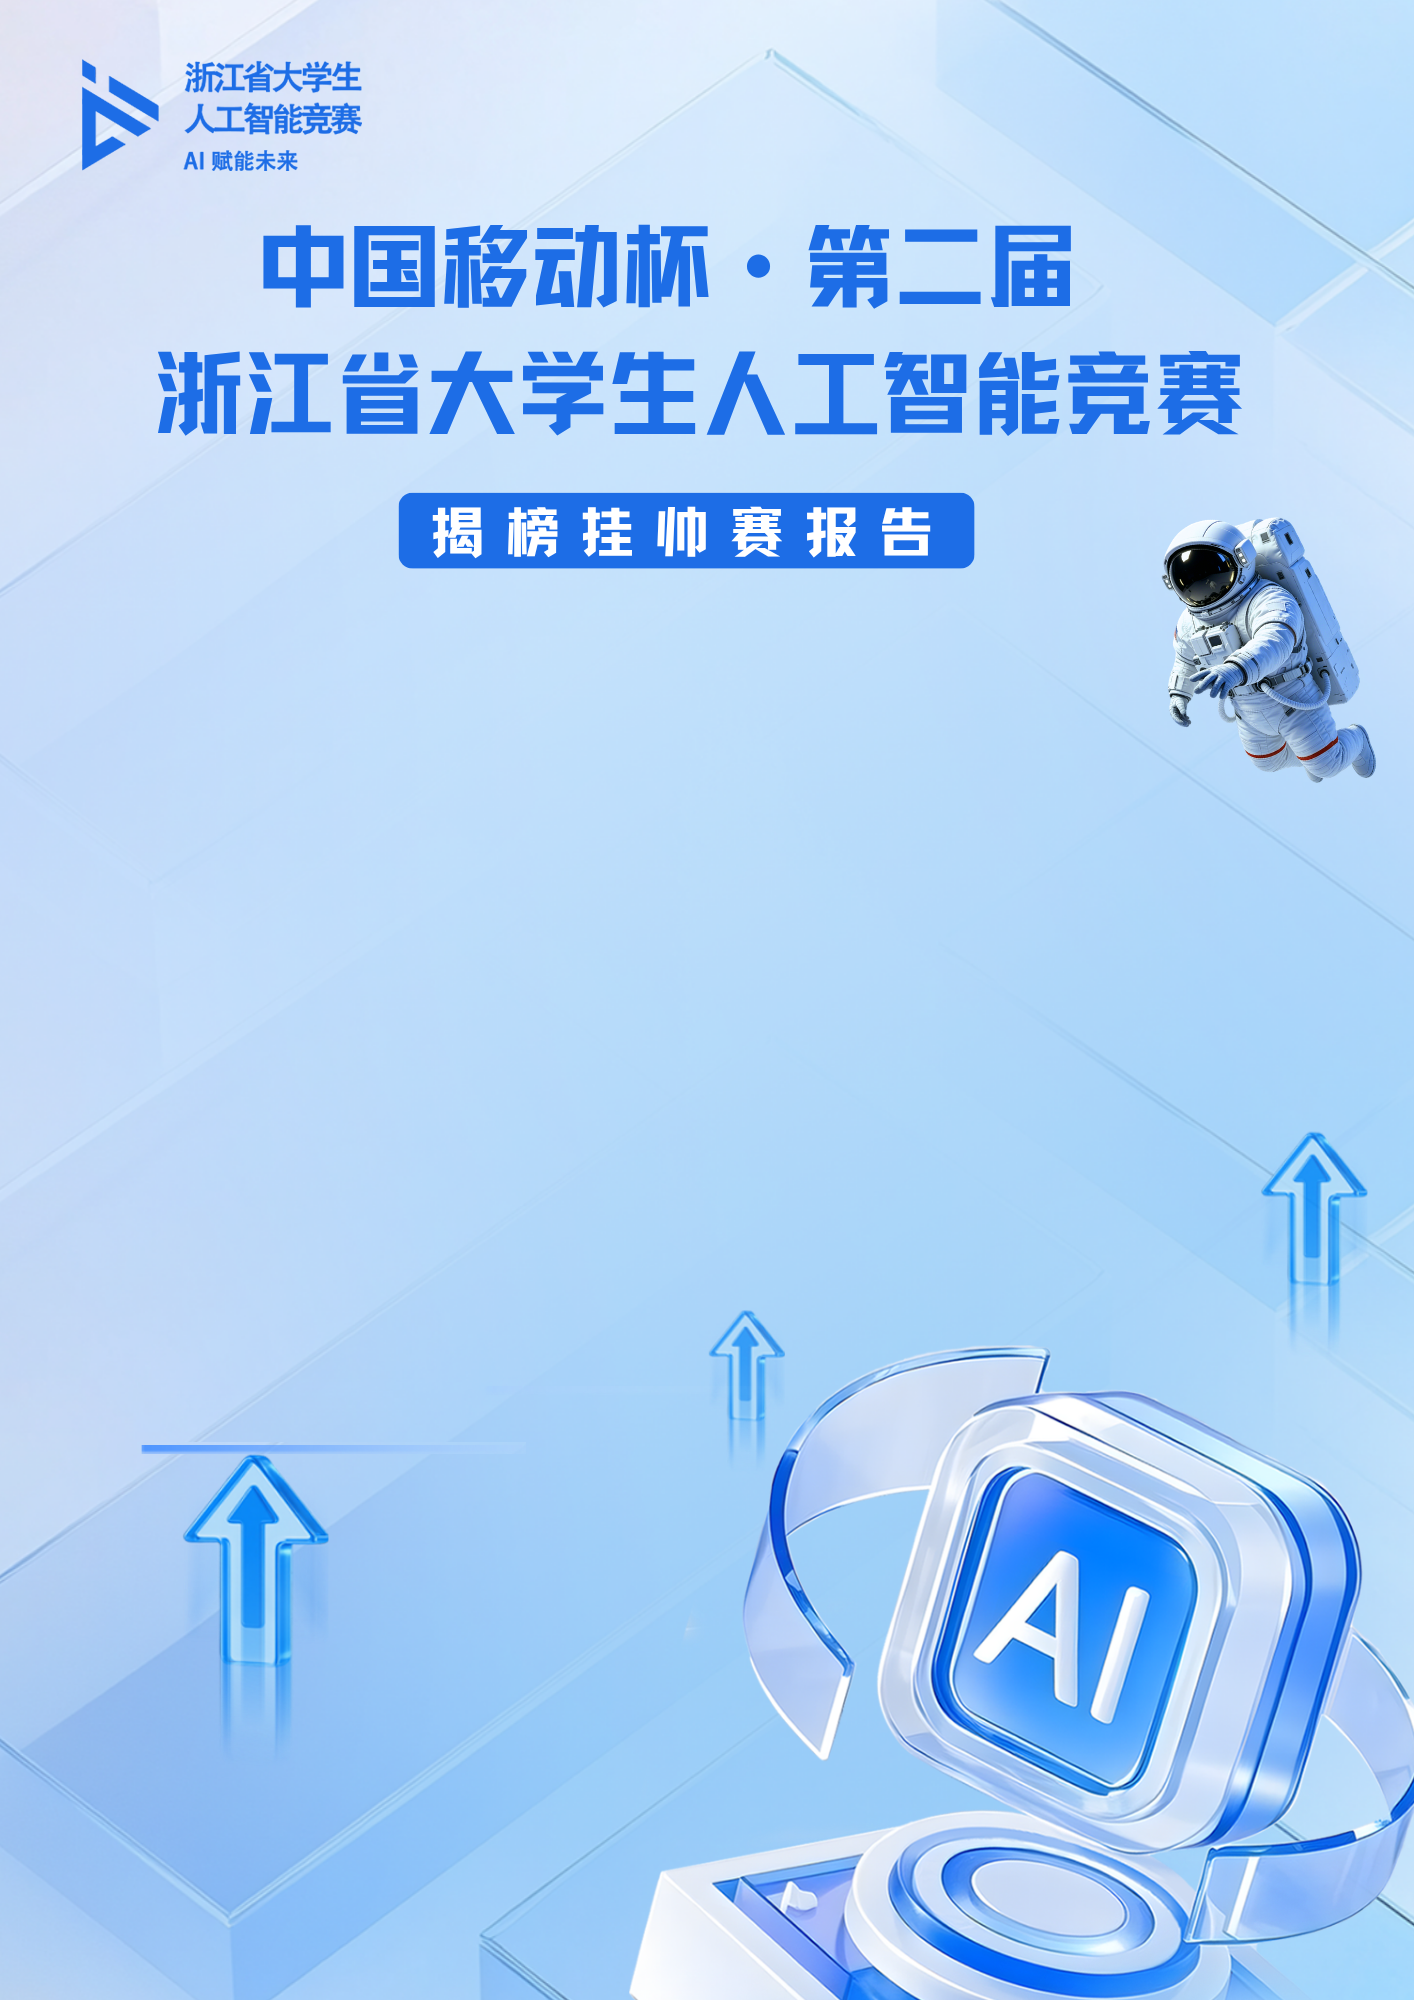 浙江省大学生
人工智能竞赛
AI 赋能未来
中国移动杯·第二届
浙江省大学生人工智能竞赛
揭榜挂帅赛报告
AI